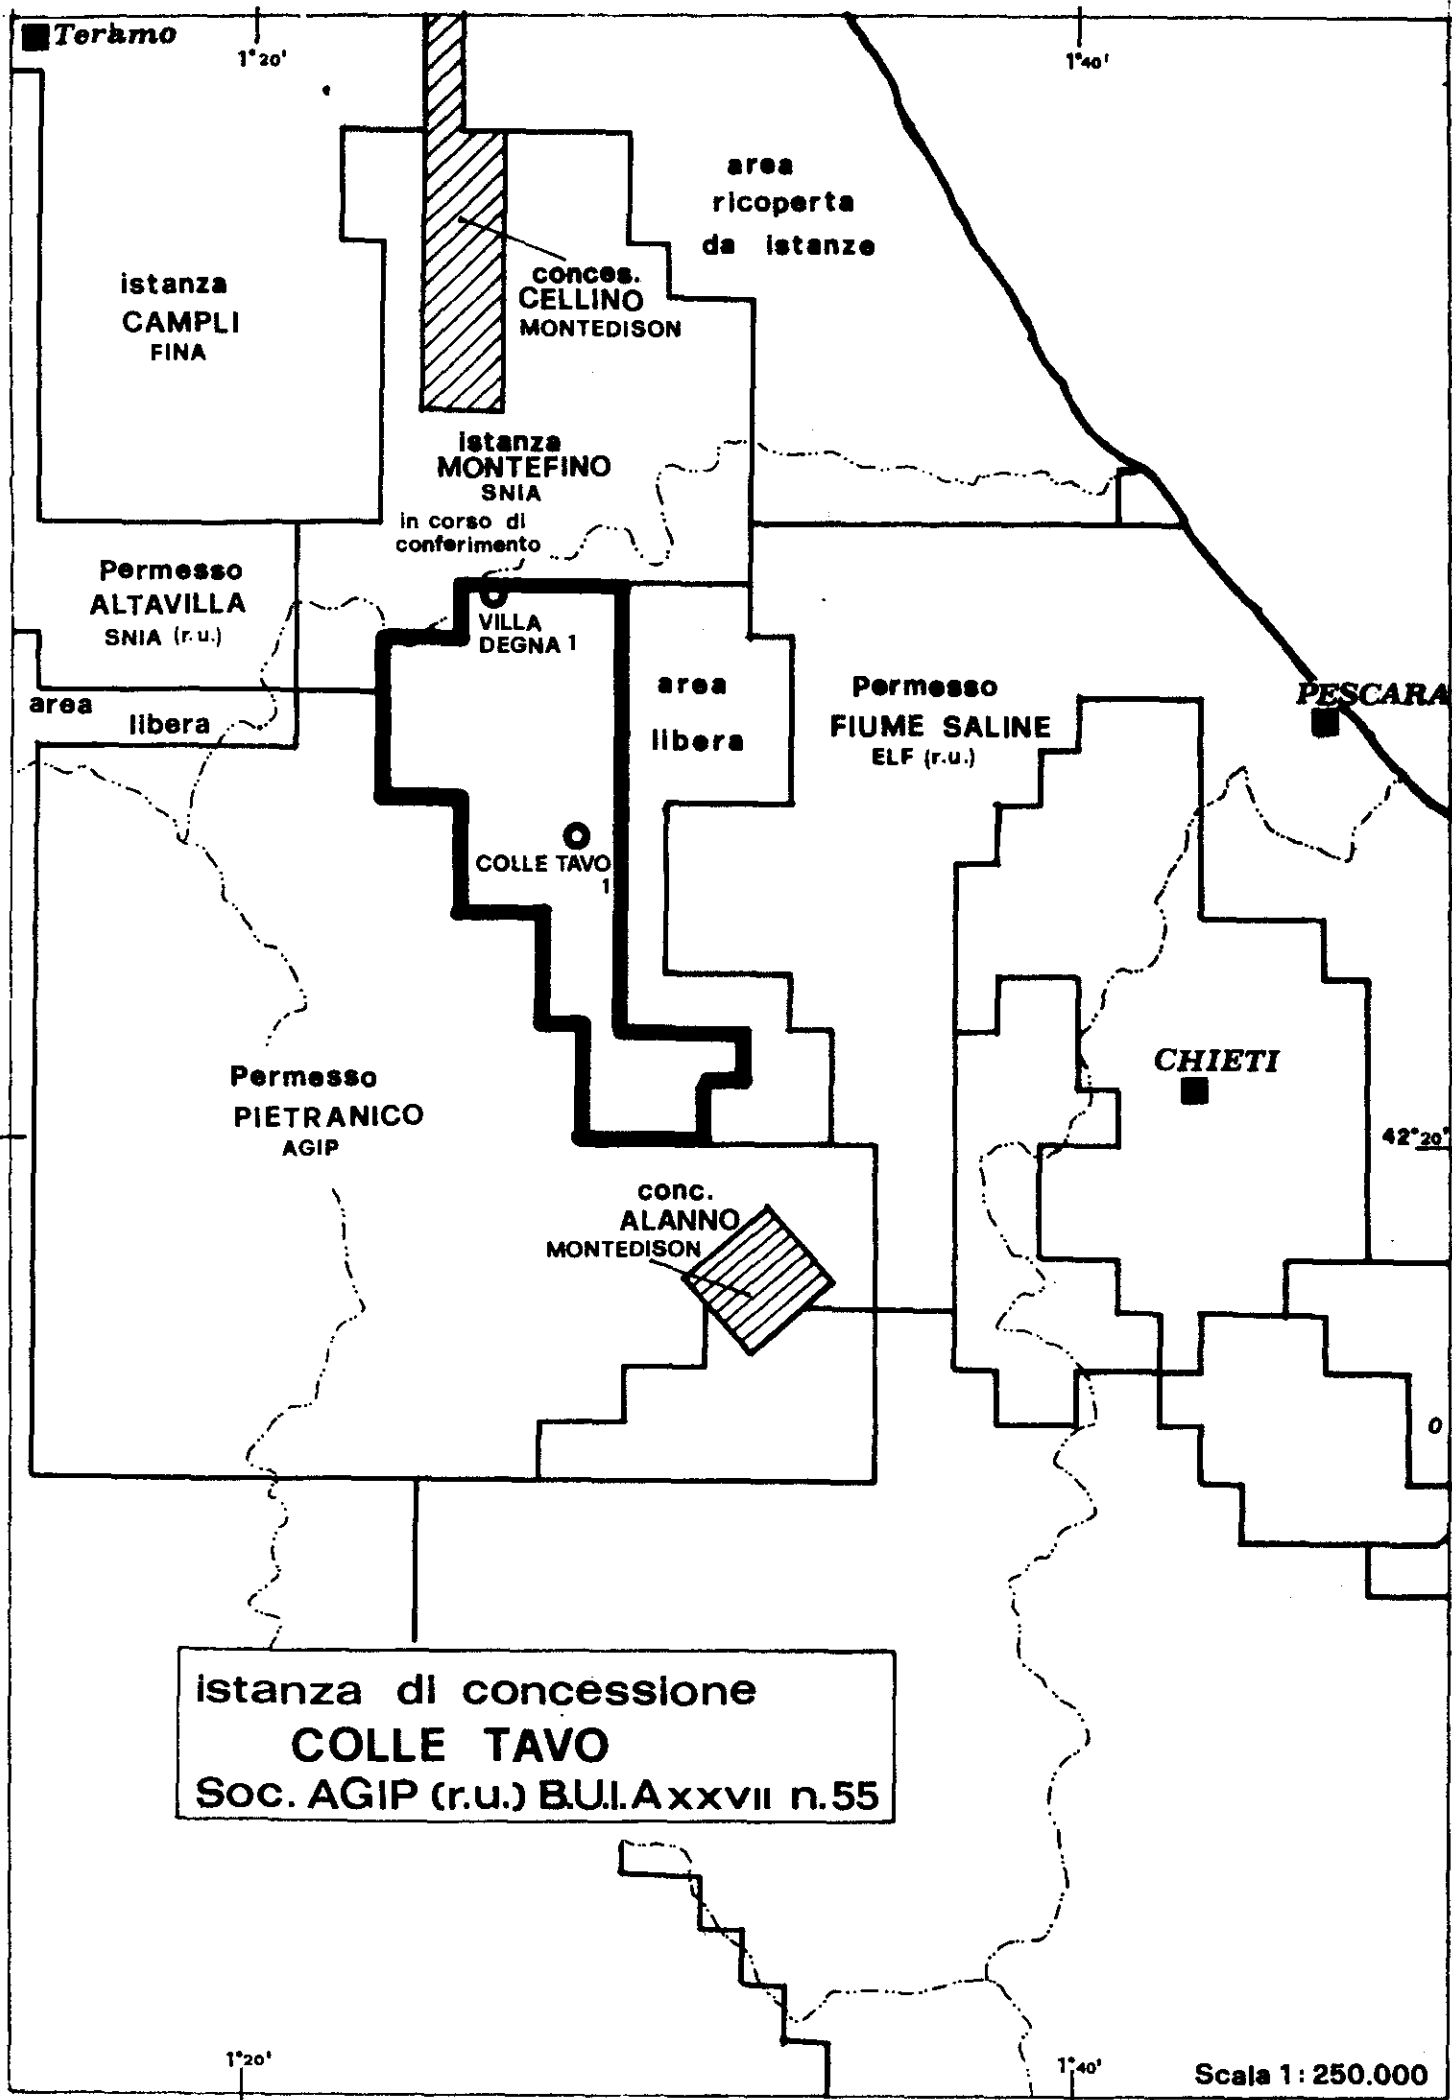 Teramo
1°20'
1°40'
area
ricoperta
da istanze
istanza
CAMPLI
FINA
conces.
CELLINO
MONTEDISON
istanza
MONTEFINO
SNIA
in corso di
conferimento
Permesso
ALTAVILLA
SNIA (r.u.)
VILLA
DEGNA 1
area
libera
area
libera
Permesso
FIUME SALINE
ELF (r.u.)
PESCARA
COLLE TAVO
1
CHIETI
Permesso
PIETRANICO
AGIP
42°20'
conc.
ALANNO
MONTEDISON
O
istanza di concessione
COLLE TAVO
Soc. AGIP (r.u.) B.U.I. A XXVII n.55
1°20'
1°40'
Scala 1:250.000